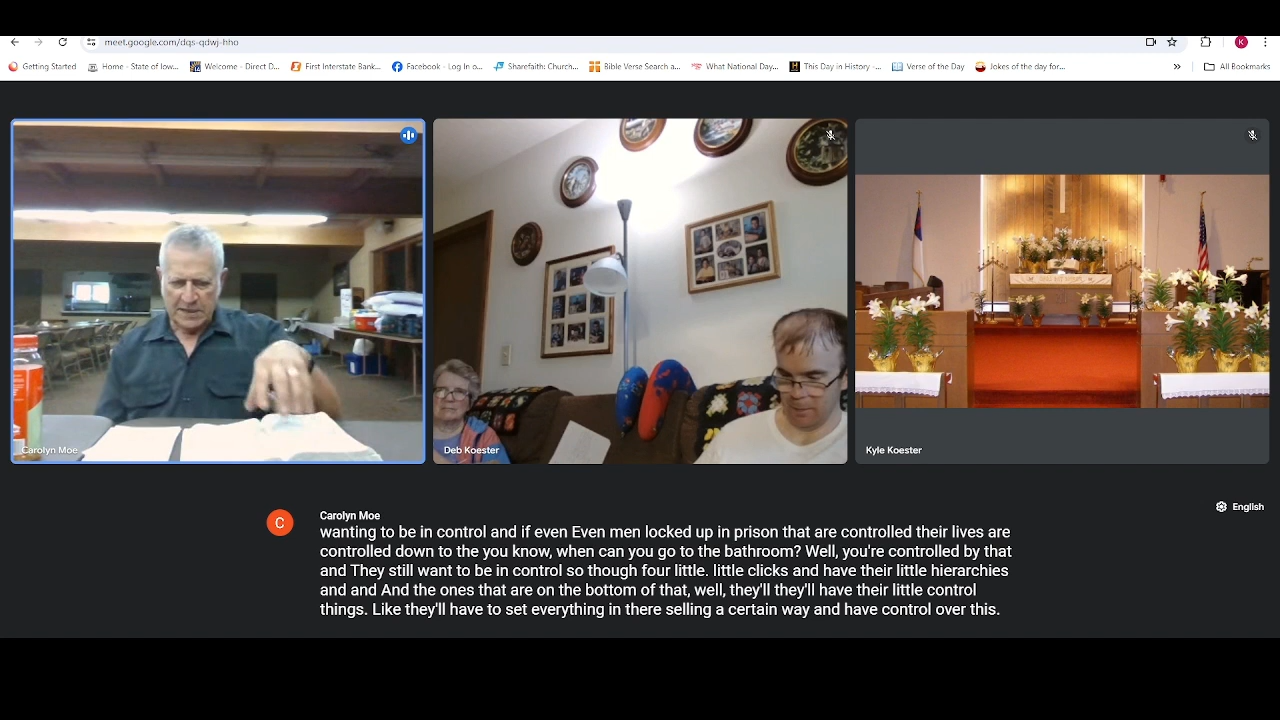 meet.google.com/dqs-qdwj-hho
Getting Started Home - State of Iow... Welcome - Direct D... First Interstate Bank... Facebook - Log In o... Sharefaith: Church... Bible Verse Search a... What National Day... This Day in History -... Verse of the Day Jokes of the day for... » All Bookmarks
K
Carolyn Moe
Deb Koester
Kyle Koester
English
C
Carolyn Moe
wanting to be in control and if even Even men locked up in prison that are controlled their lives are
controlled down to the you know, when can you go to the bathroom? Well, you're controlled by that
and They still want to be in control so though four little. little clicks and have their little hierarchies
and and And the ones that are on the bottom of that, well, they'll they'll have their little control
things. Like they'll have to set everything in there selling a certain way and have control over this.